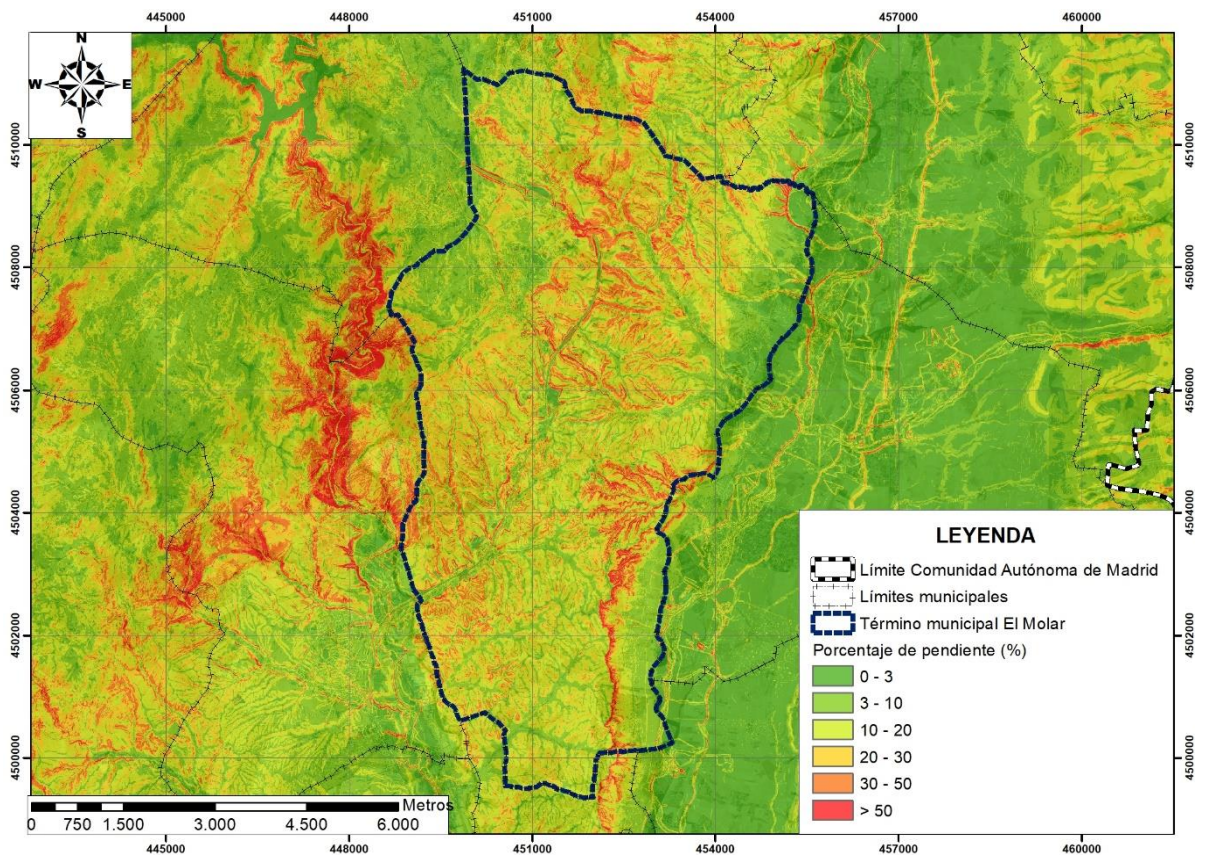 445000 448000 451000 454000 457000 460000
N
W E
S
4510000 4510000
4508000 4508000
4506000 4506000
4504000 4504000
4502000 4502000
4500000 4500000
LEYENDA
Límite Comunidad Autónoma de Madrid
Límites municipales
Término municipal El Molar
Porcentaje de pendiente (%)
0 - 3
3 - 10
10 - 20
20 - 30
30 - 50
> 50
Metros
0 750 1.500 3.000 4.500 6.000
445000 448000 451000 454000 457000 460000